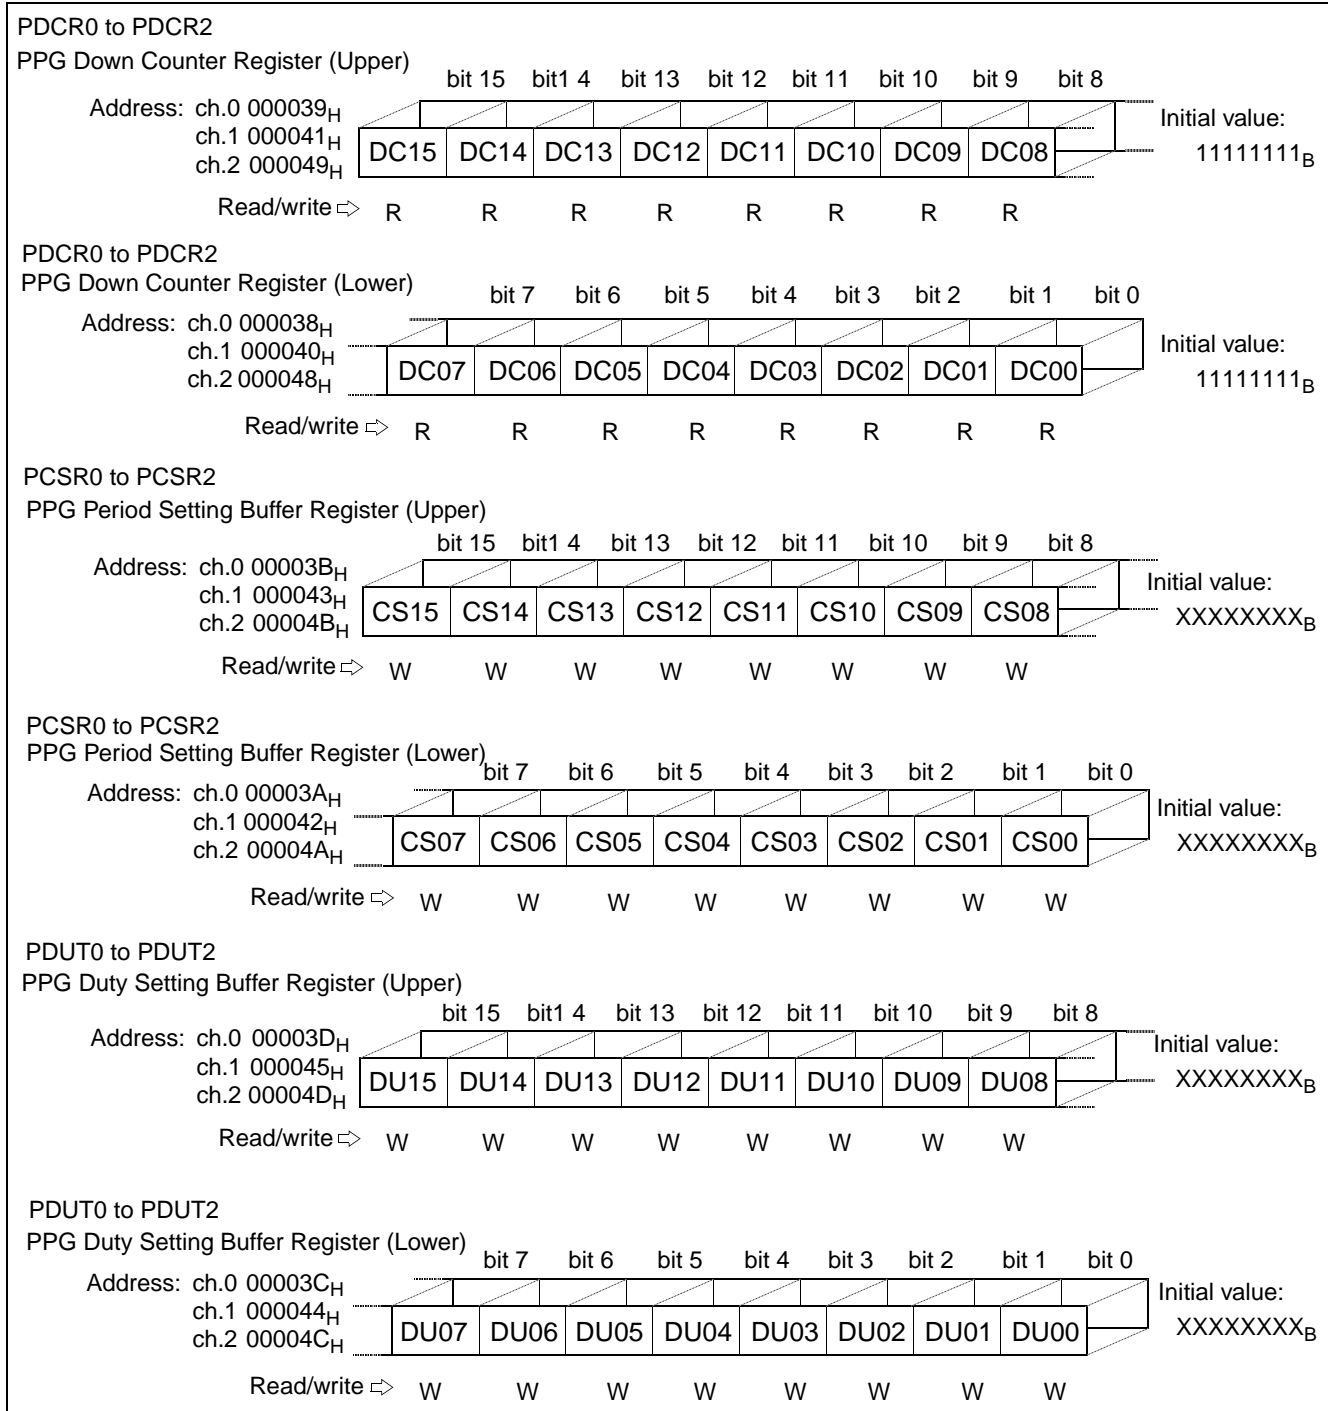 PDCR0 to PDCR2
PPG Down Counter Register (Upper)
bit 15 bit1 4 bit 13 bit 12 bit 11 bit 10 bit 9 bit 8
Address: ch.0 000039H
ch.1 000041H
ch.2 000049H
DC15 DC14 DC13 DC12 DC11 DC10 DC09 DC08
Initial value:
11111111B
Read/write ⇨ R R R R R R R R
PDCR0 to PDCR2
PPG Down Counter Register (Lower)
bit 7 bit 6 bit 5 bit 4 bit 3 bit 2 bit 1 bit 0
Address: ch.0 000038H
ch.1 000040H
ch.2 000048H
DC07 DC06 DC05 DC04 DC03 DC02 DC01 DC00
Initial value:
11111111B
Read/write ⇨ R R R R R R R R
PCSR0 to PCSR2
PPG Period Setting Buffer Register (Upper)
bit 15 bit1 4 bit 13 bit 12 bit 11 bit 10 bit 9 bit 8
Address: ch.0 00003BH
ch.1 000043H
ch.2 00004BH
CS15 CS14 CS13 CS12 CS11 CS10 CS09 CS08
Initial value:
XXXXXXXXB
Read/write ⇨ W W W W W W W W
PCSR0 to PCSR2
PPG Period Setting Buffer Register (Lower)
bit 7 bit 6 bit 5 bit 4 bit 3 bit 2 bit 1 bit 0
Address: ch.0 00003AH
ch.1 000042H
ch.2 00004AH
CS07 CS06 CS05 CS04 CS03 CS02 CS01 CS00
Initial value:
XXXXXXXXB
Read/write ⇨ W W W W W W W W
PDUT0 to PDUT2
PPG Duty Setting Buffer Register (Upper)
bit 15 bit1 4 bit 13 bit 12 bit 11 bit 10 bit 9 bit 8
Address: ch.0 00003DH
ch.1 000045H
ch.2 00004DH
DU15 DU14 DU13 DU12 DU11 DU10 DU09 DU08
Initial value:
XXXXXXXXB
Read/write ⇨ W W W W W W W W
PDUT0 to PDUT2
PPG Duty Setting Buffer Register (Lower)
bit 7 bit 6 bit 5 bit 4 bit 3 bit 2 bit 1 bit 0
Address: ch.0 00003CH
ch.1 000044H
ch.2 00004CH
DU07 DU06 DU05 DU04 DU03 DU02 DU01 DU00
Initial value:
XXXXXXXXB
Read/write ⇨ W W W W W W W W